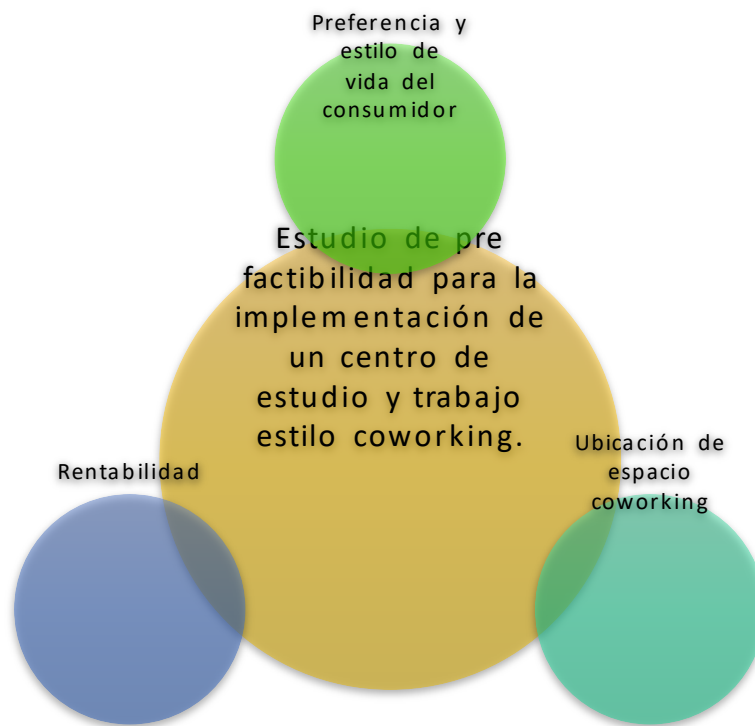 Preferencia y
estilo de
vida del
consumidor
Estudio de pre
factibilidad para la
implementación de
un centro de
estudio y trabajo
estilo coworking.
Rentabilidad
Ubicación de
espacio
coworking